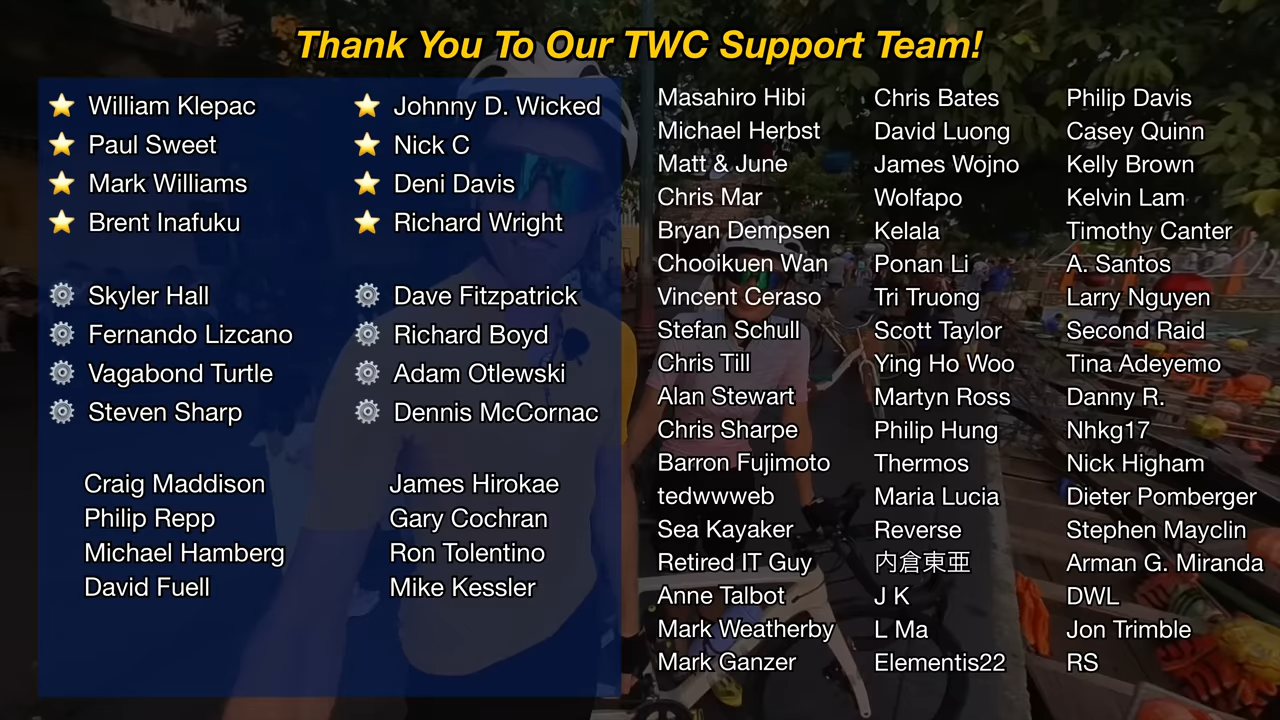 Thank You To Our TWC Support Team!
William Klepac
Paul Sweet
Mark Williams
Brent Inafuku
Johnny D. Wicked
Nick C
Deni Davis
Richard Wright
Skyler Hall
Fernando Lizcano
Vagabond Turtle
Steven Sharp
Dave Fitzpatrick
Richard Boyd
Adam Otlewski
Dennis McCornac
Craig Maddison
Philip Repp
Michael Hamberg
David Fuell
James Hirokae
Gary Cochran
Ron Tolentino
Mike Kessler
Masahiro Hibi
Michael Herbst
Matt & June
Chris Mar
Bryan Dempsen
Chooikuen Wan
Vincent Ceraso
Stefan Schull
Chris Till
Alan Stewart
Chris Sharpe
Barron Fujimoto
tedwwweb
Sea Kayaker
Retired IT Guy
Anne Talbot
Mark Weatherby
Mark Ganzer
Chris Bates
David Luong
James Wojno
Wolfapo
Kelala
Ponan Li
Tri Truong
Scott Taylor
Ying Ho Woo
Martyn Ross
Philip Hung
Thermos
Maria Lucia
Reverse
内倉東亜
J K
L Ma
Elementis22
Philip Davis
Casey Quinn
Kelly Brown
Kelvin Lam
Timothy Canter
A. Santos
Larry Nguyen
Second Raid
Tina Adeyemo
Danny R.
Nhkg17
Nick Higham
Dieter Pomberger
Stephen Mayclin
Arman G. Miranda
DWL
Jon Trimble
RS